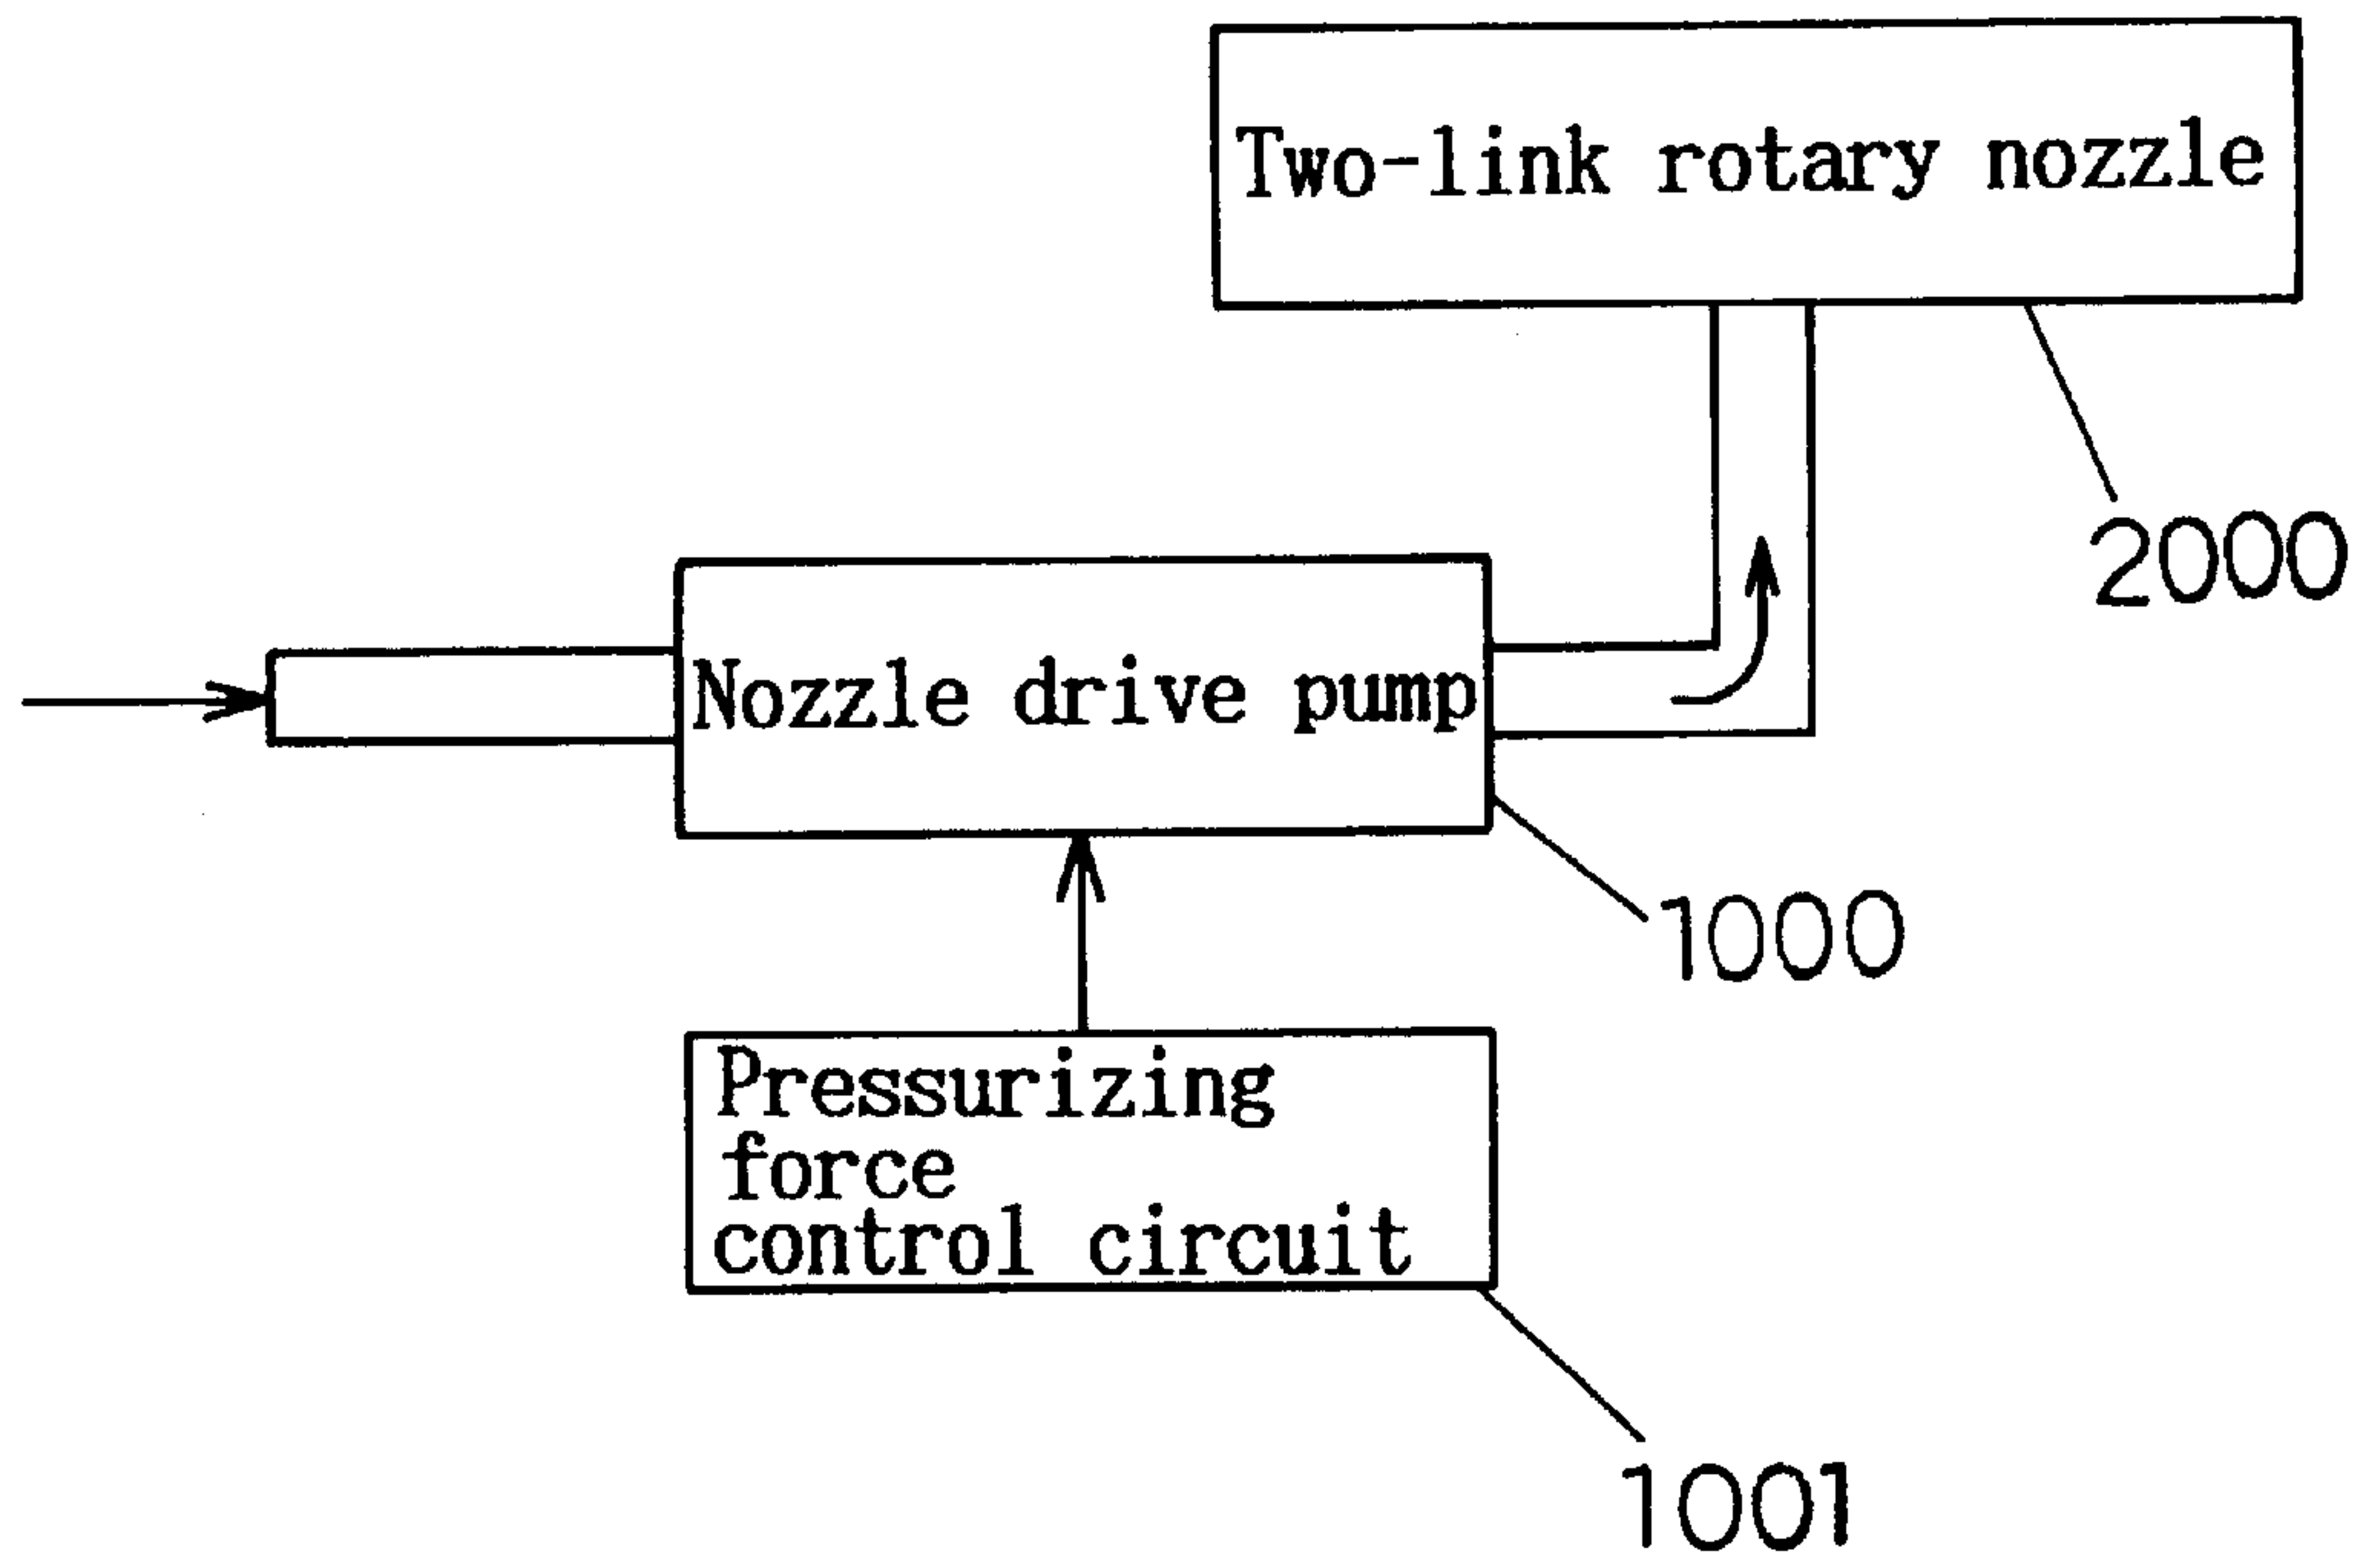 Two-link rotary nozzle
2000
Nozzle drive pump
1000
Pressurizing
force
control circuit
1001